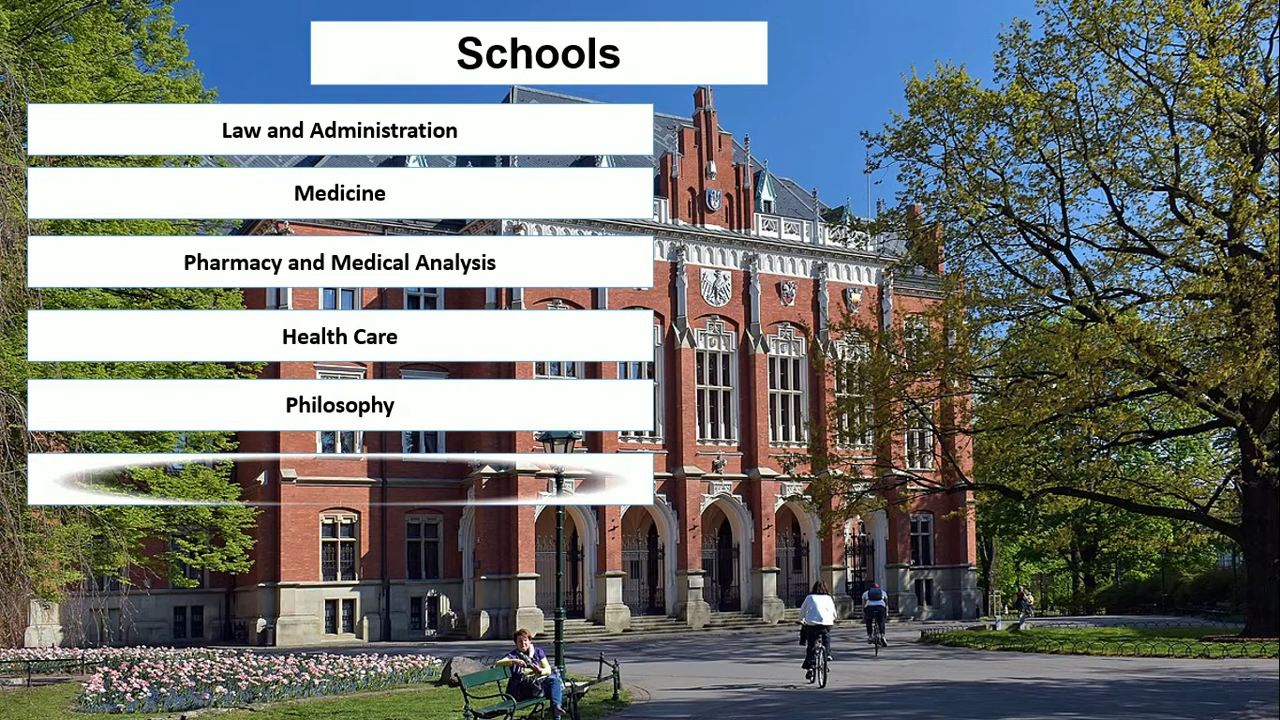 Schools
Law and Administration
Medicine
Pharmacy and Medical Analysis
Health Care
Philosophy